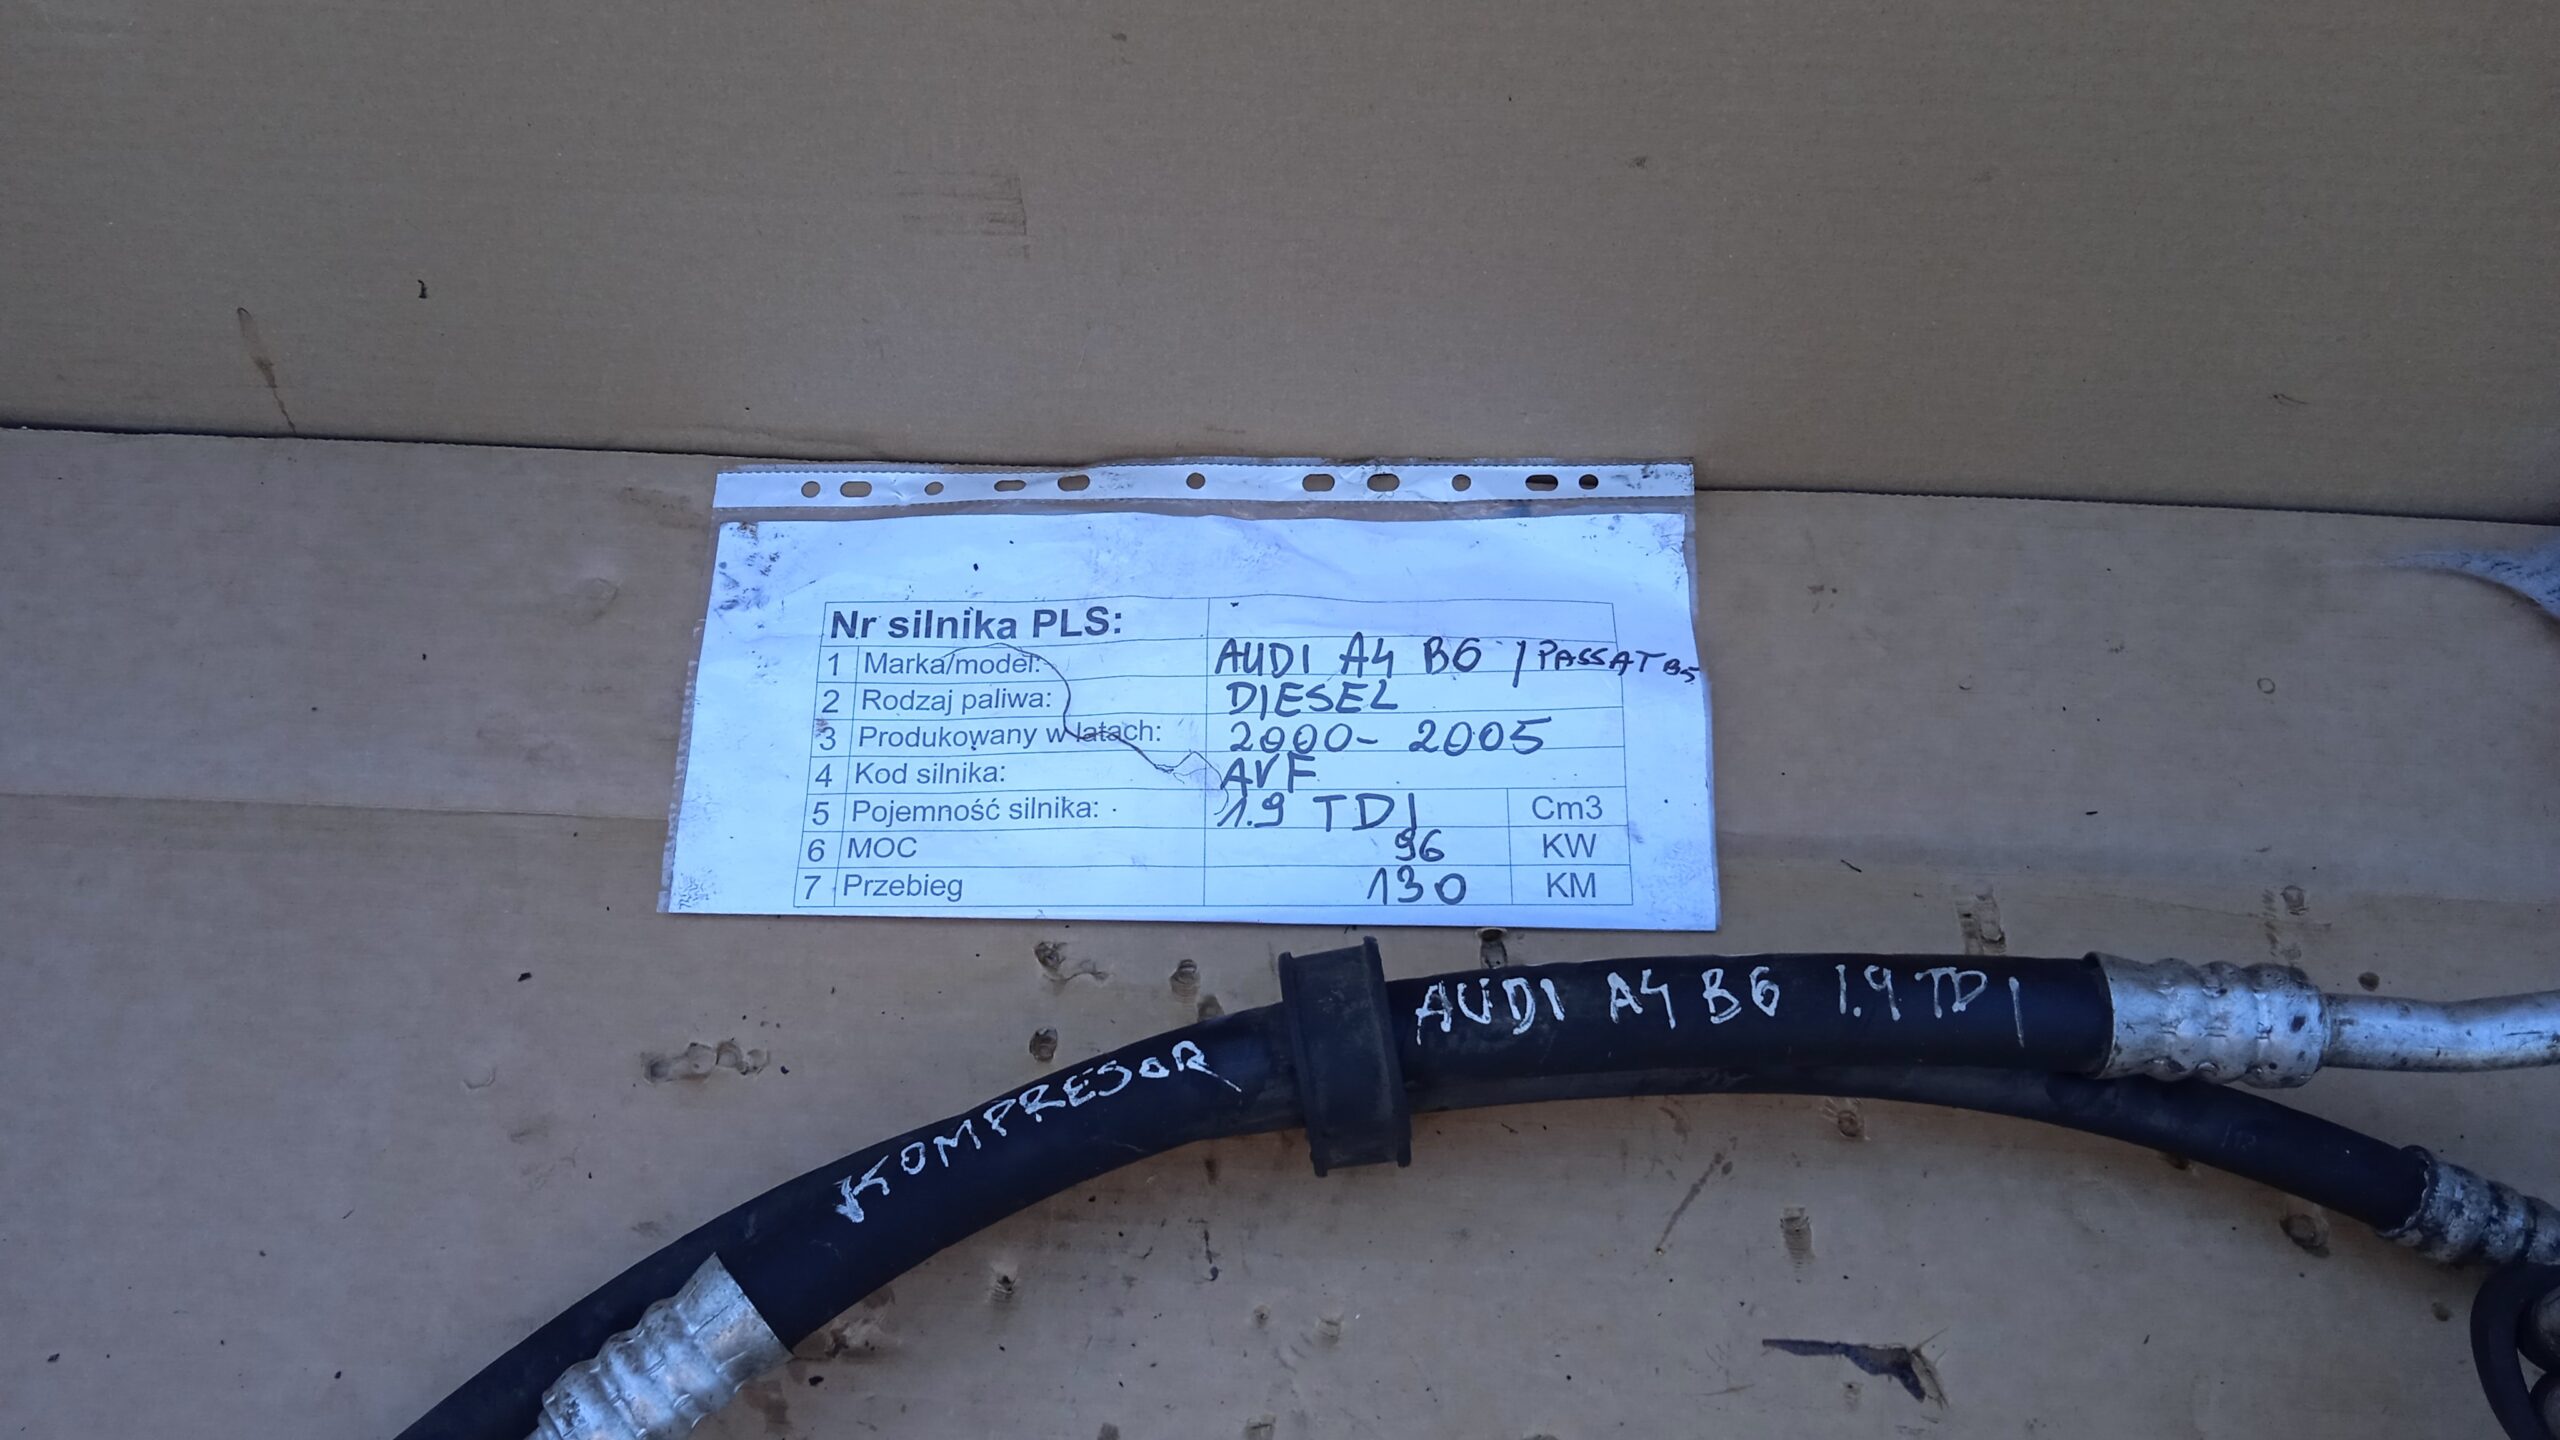 Nr silnika PLS:
1 Marka/model: AUDI A4 B6 / PASSAT B5
2 Rodzaj paliwa: DIESEL
3 Produkowany w latach: 2000- 2005
4 Kod silnika: AVF
5 Pojemność silnika: 1.9 TDI Cm3
6 MOC 96 KW
7 Przebieg 130 KM
KOMPRESOR
AUDI A4 B6 1.9 TDI